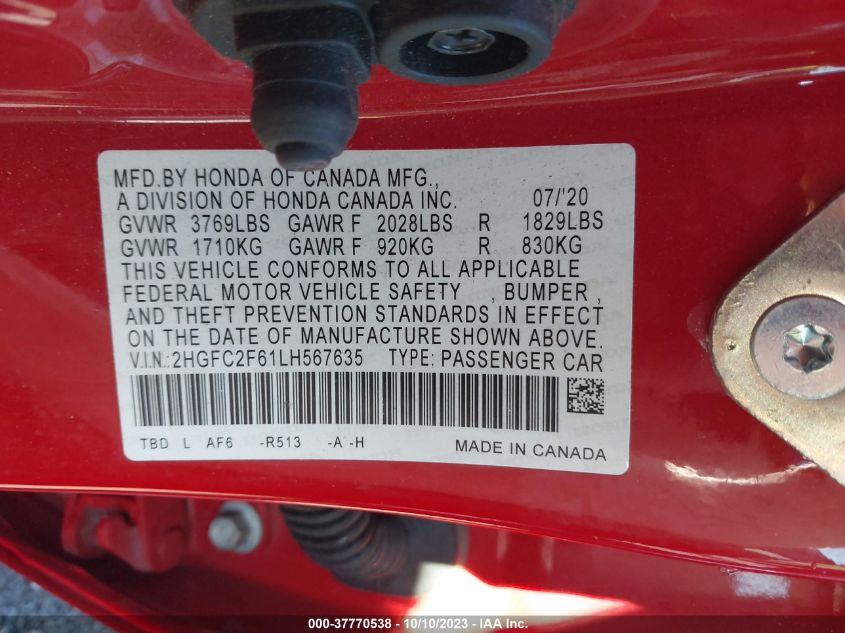 MFD.BY HONDA OF CANADA MFG.,
A DIVISION OF HONDA CANADA INC. 07/'20
GVWR 3769LBS GAWR F 2028LBS R 1829LBS
GVWR 1710KG GAWR F 920KG R 830KG
THIS VEHICLE CONFORMS TO ALL APPLICABLE
FEDERAL MOTOR VEHICLE SAFETY , BUMPER ,
AND THEFT PREVENTION STANDARDS IN EFFECT
ON THE DATE OF MANUFACTURE SHOWN ABOVE.
V.I.N.:2HGFC2F61LH567635 TYPE: PASSENGER CAR
TBD L AF6 -R513 -A -H MADE IN CANADA
000-37770538 - 10/10/2023 - IAA Inc.